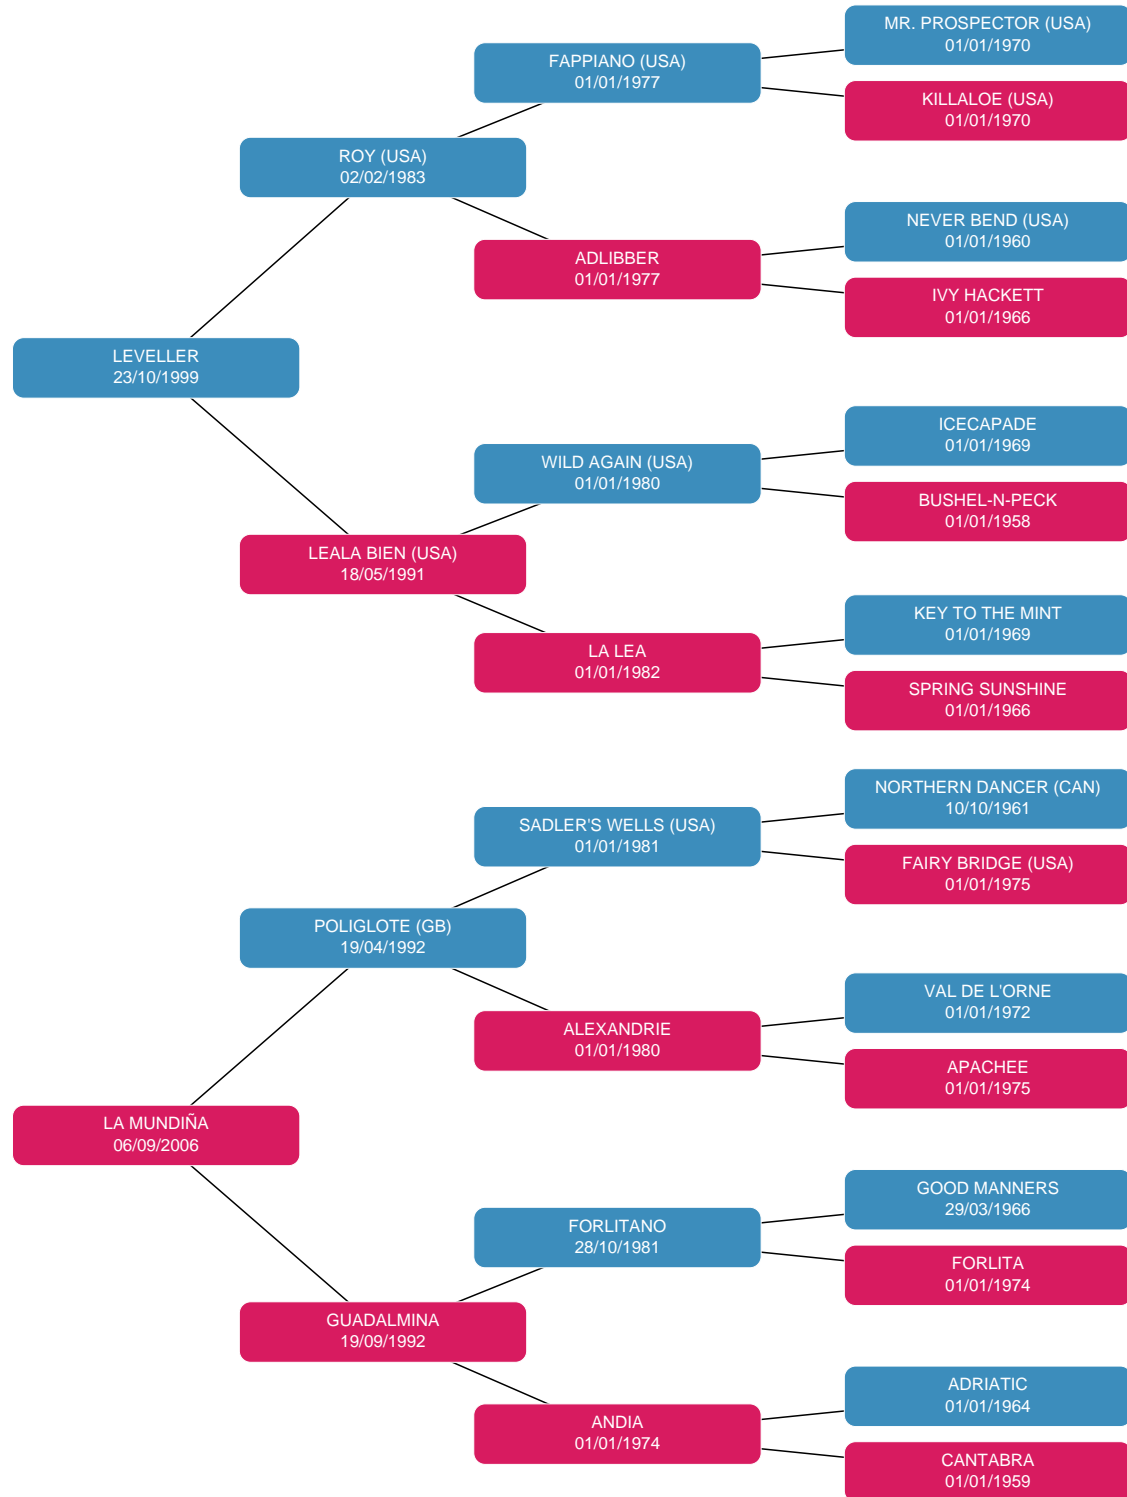 MR. PROSPECTOR (USA)
01/01/1970
FAPPIANO (USA)
01/01/1977
KILLALOE (USA)
01/01/1970
ROY (USA)
02/02/1983
NEVER BEND (USA)
01/01/1960
ADLIBBER
01/01/1977
IVY HACKETT
01/01/1966
LEVELLER
23/10/1999
ICECAPADE
01/01/1969
WILD AGAIN (USA)
01/01/1980
BUSHEL-N-PECK
01/01/1958
LEALA BIEN (USA)
18/05/1991
KEY TO THE MINT
01/01/1969
LA LEA
01/01/1982
SPRING SUNSHINE
01/01/1966
NORTHERN DANCER (CAN)
10/10/1961
SADLER'S WELLS (USA)
01/01/1981
FAIRY BRIDGE (USA)
01/01/1975
POLIGLOTE (GB)
19/04/1992
VAL DE L'ORNE
01/01/1972
ALEXANDRIE
01/01/1980
APACHEE
01/01/1975
LA MUNDIÑA
06/09/2006
GOOD MANNERS
29/03/1966
FORLITANO
28/10/1981
FORLITA
01/01/1974
GUADALMINA
19/09/1992
ADRIATIC
01/01/1964
ANDIA
01/01/1974
CANTABRA
01/01/1959